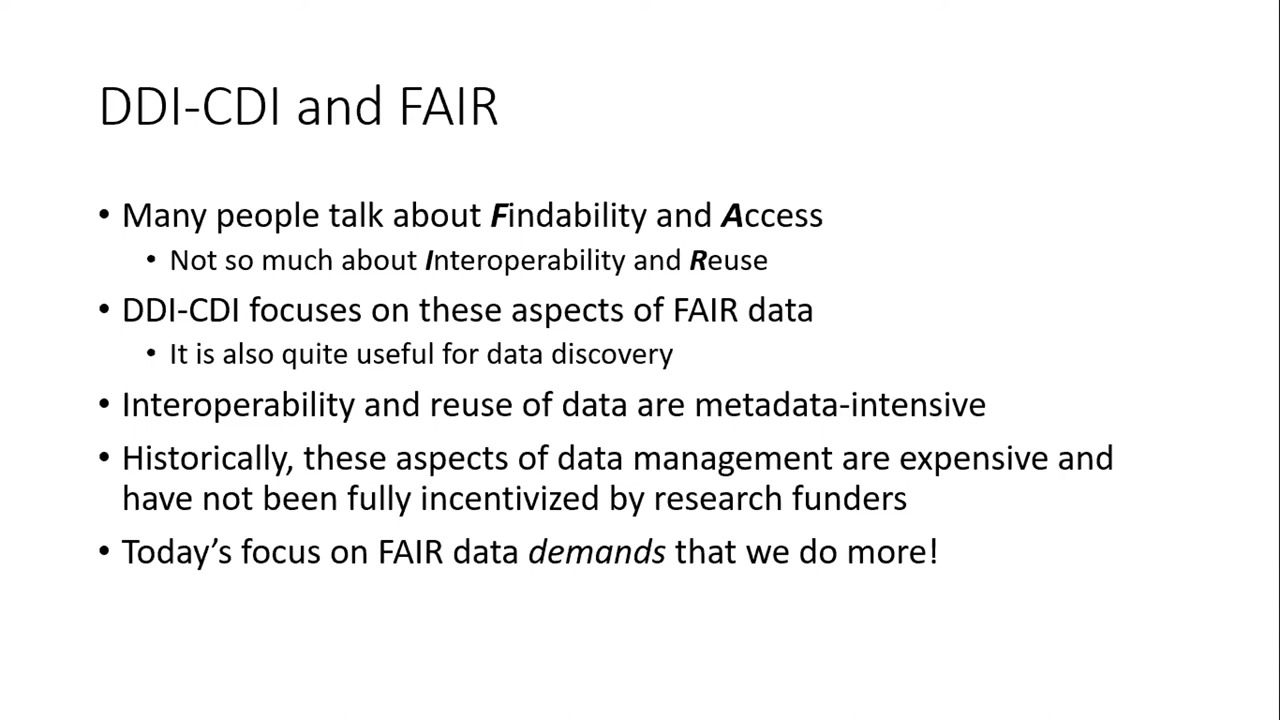 DDI-CDI and FAIR
• Many people talk about Findability and Access
• Not so much about Interoperability and Reuse
• DDI-CDI focuses on these aspects of FAIR data
• It is also quite useful for data discovery
• Interoperability and reuse of data are metadata-intensive
• Historically, these aspects of data management are expensive and
have not been fully incentivized by research funders
• Today’s focus on FAIR data demands that we do more!